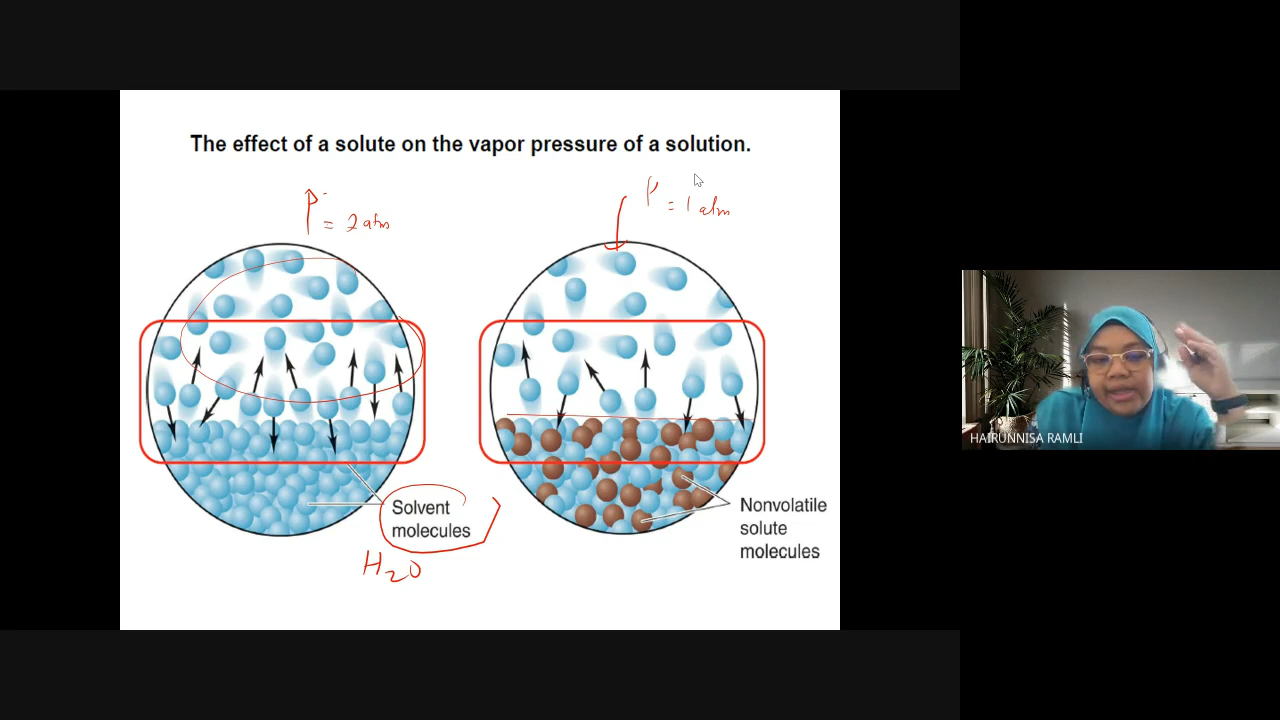 The effect of a solute on the vapor pressure of a solution.
P
= 2 atm
P
= 1 atm
Solvent
molecules
H₂O
Nonvolatile
solute
molecules
HAIRUNNISA RAMLI